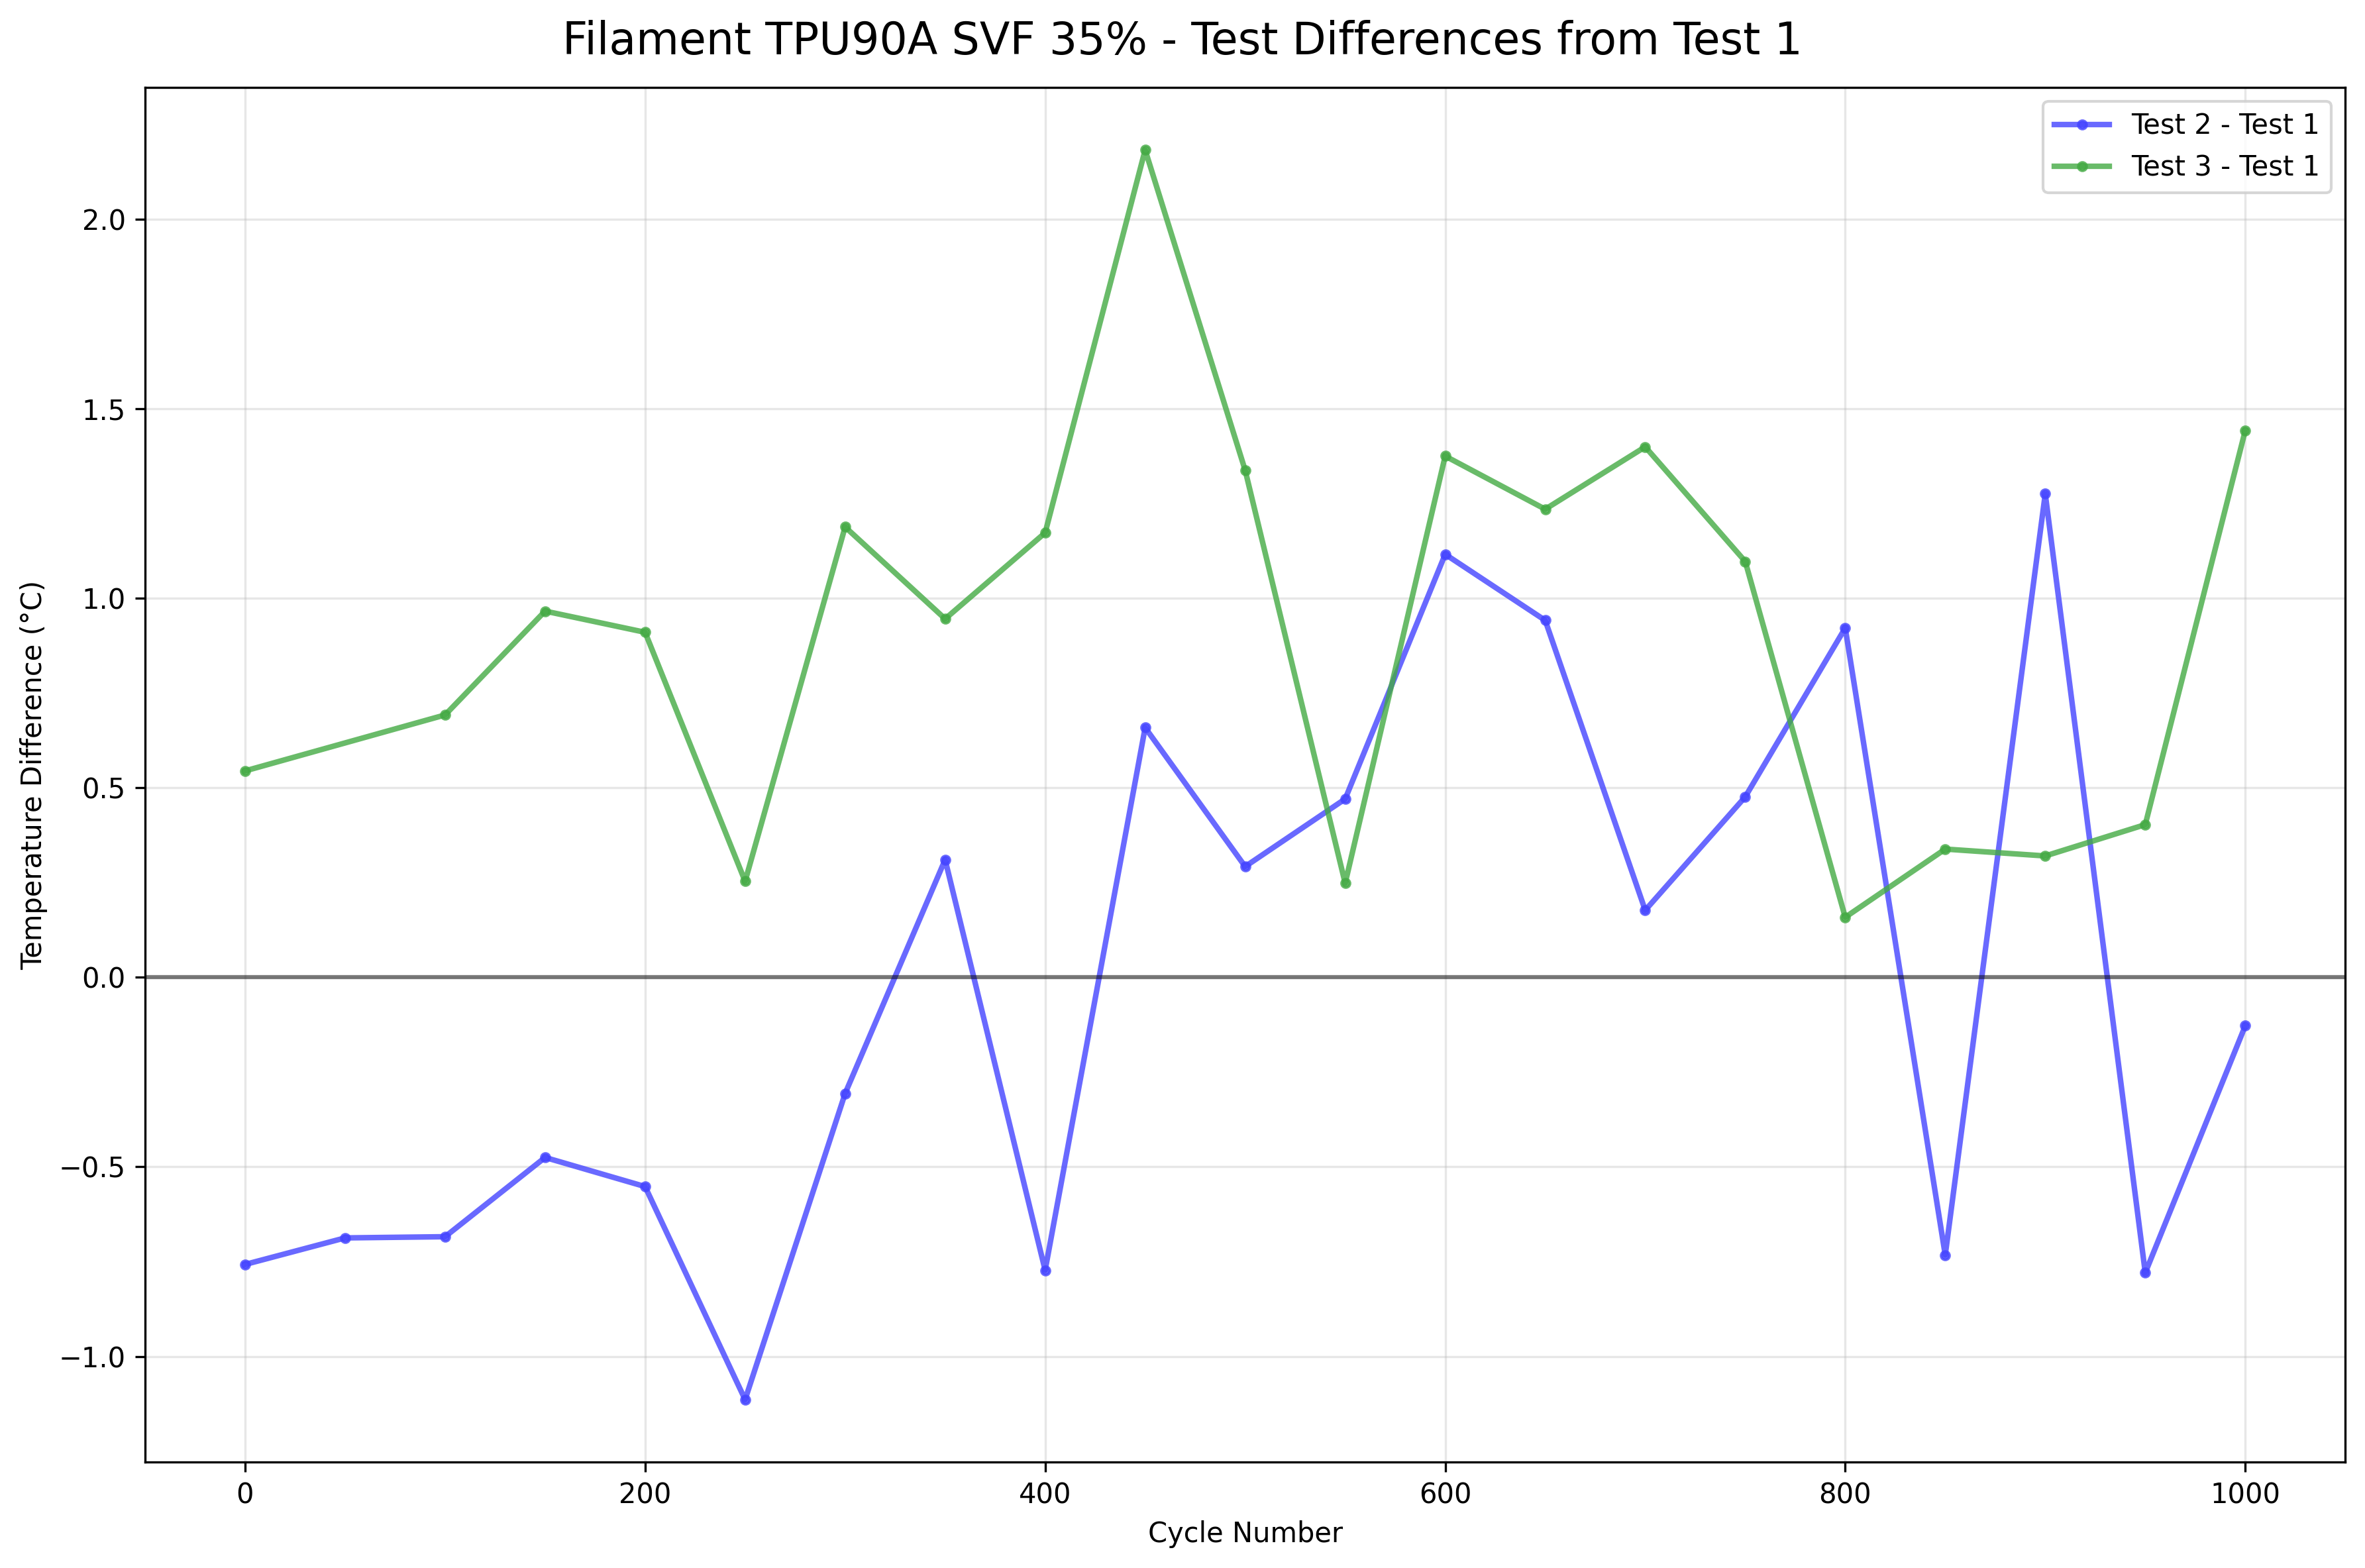 Filament TPU90A SVF 35% - Test Differences from Test 1
Test 2 - Test 1
Test 3 - Test 1
Temperature Difference (°C)
2.0
1.5
1.0
0.5
0.0
−0.5
−1.0
0 200 400 600 800 1000
Cycle Number